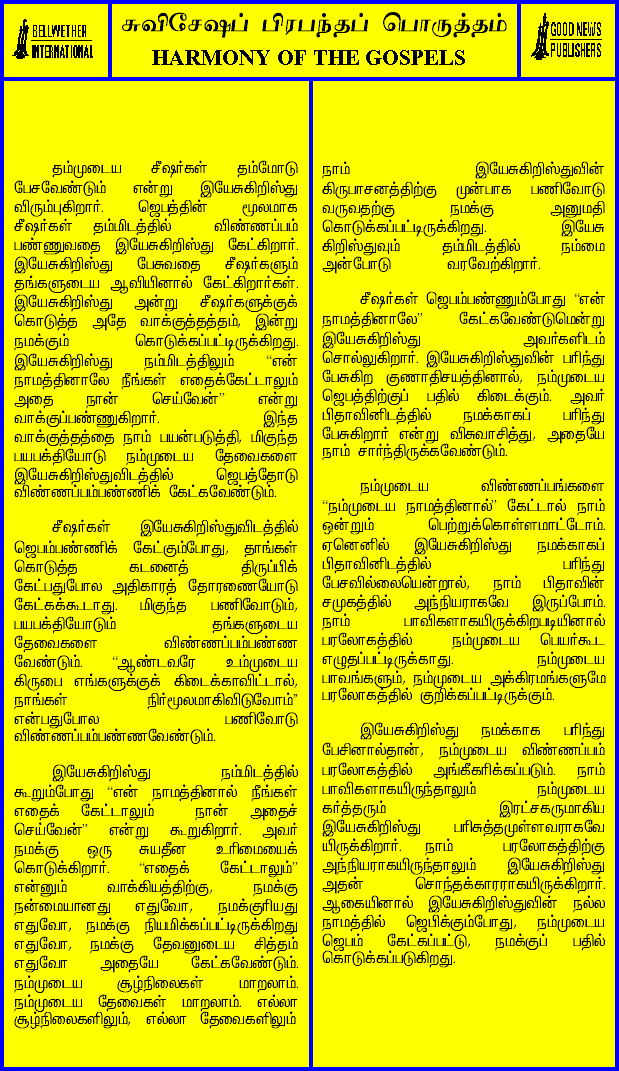 BELLWETHER
INTERNATIONAL
சுவிசேஷப் பிரபந்தப் பொருத்தம்
HARMONY OF THE GOSPELS
GOOD NEWS
PUBLISHERS
தம்முடைய சீஷர்கள் தம்மோடு
பேசவேண்டும் என்று இயேசுகிறிஸ்து
விரும்புகிறார். ஜெபத்தின் மூலமாக
சீஷர்கள் தம்மிடத்தில் விண்ணப்பம்
பண்ணுவதை இயேசுகிறிஸ்து கேட்கிறார்.
இயேசுகிறிஸ்து பேசுவதை சீஷர்களும்
தங்களுடைய ஆவியினால் கேட்கிறார்கள்.
இயேசுகிறிஸ்து அன்று சீஷர்களுக்குக்
கொடுத்த அதே வாக்குத்தத்தம், இன்று
நமக்கும் கொடுக்கப்பட்டிருக்கிறது.
இயேசுகிறிஸ்து நம்மிடத்திலும் “என்
நாமத்தினாலே நீங்கள் எதைக்கேட்டாலும்
அதை நான் செய்வேன்” என்று
வாக்குப்பண்ணுகிறார். இந்த
வாக்குத்தத்தை நாம் பயன்படுத்தி, மிகுந்த
பயபக்தியோடு நம்முடைய தேவைகளை
இயேசுகிறிஸ்துவிடத்தில் ஜெபத்தோடு
விண்ணப்பம்பண்ணிக் கேட்கவேண்டும்.
சீஷர்கள் இயேசுகிறிஸ்துவிடத்தில்
ஜெபம்பண்ணிக் கேட்கும்போது, தாங்கள்
கொடுத்த கடனைத் திருப்பிக்
கேட்பதுபோல அதிகாரத் தோரணையோடு
கேட்கக்கூடாது. மிகுந்த பணிவோடும்,
பயபக்தியோடும் தங்களுடைய
தேவைகளை விண்ணப்பம்பண்ண
வேண்டும். “ஆண்டவரே உம்முடைய
கிருபை எங்களுக்குக் கிடைக்காவிட்டால்,
நாங்கள் நிர்மூலமாகிவிடுவோம்”
என்பதுபோல பணிவோடு
விண்ணப்பம்பண்ணவேண்டும்.
இயேசுகிறிஸ்து நம்மிடத்தில்
கூறும்போது “என் நாமத்தினால் நீங்கள்
எதைக் கேட்டாலும் நான் அதைச்
செய்வேன்” என்று கூறுகிறார். அவர்
நமக்கு ஒரு சுயதீன உரிமையைக்
கொடுக்கிறார். “எதைக் கேட்டாலும்”
என்னும் வாக்கியத்திற்கு, நமக்கு
நன்மையானது எதுவோ, நமக்குரியது
எதுவோ, நமக்கு நியமிக்கப்பட்டிருக்கிறது
எதுவோ, நமக்கு தேவனுடைய சித்தம்
எதுவோ அதையே கேட்கவேண்டும்.
நம்முடைய சூழ்நிலைகள் மாறலாம்.
நம்முடைய தேவைகள் மாறலாம். எல்லா
சூழ்நிலைகளிலும், எல்லா தேவைகளிலும்
நாம் இயேசுகிறிஸ்துவின்
கிருபாசனத்திற்கு முன்பாக பணிவோடு
வருவதற்கு நமக்கு அனுமதி
கொடுக்கப்பட்டிருக்கிறது. இயேசு
கிறிஸ்துவும் தம்மிடத்தில் நம்மை
அன்போடு வரவேற்கிறார்.
சீஷர்கள் ஜெபம்பண்ணும்போது “என்
நாமத்தினாலே” கேட்கவேண்டுமென்று
இயேசுகிறிஸ்து அவர்களிடம்
சொல்லுகிறார். இயேசுகிறிஸ்துவின் பரிந்து
பேசுகிற குணாதிசயத்தினால், நம்முடைய
ஜெபத்திற்குப் பதில் கிடைக்கும். அவர்
பிதாவினிடத்தில் நமக்காகப் பரிந்து
பேசுகிறார் என்று விசுவாசித்து, அதையே
நாம் சார்ந்திருக்கவேண்டும்.
நம்முடைய விண்ணப்பங்களை
“நம்முடைய நாமத்தினால்” கேட்டால் நாம்
ஒன்றும் பெற்றுக்கொள்ளமாட்டோம்.
ஏனெனில் இயேசுகிறிஸ்து நமக்காகப்
பிதாவினிடத்தில் பரிந்து
பேசவில்லையென்றால், நாம் பிதாவின்
சமுகத்தில் அந்நியராகவே இருப்போம்.
நாம் பாவிகளாகயிருக்கிறபடியினால்
பரலோகத்தில் நம்முடைய பெயர்கூட
எழுதப்பட்டிருக்காது. நம்முடைய
பாவங்களும், நம்முடைய அக்கிரமங்களுமே
பரலோகத்தில் குறிக்கப்பட்டிருக்கும்.
இயேசுகிறிஸ்து நமக்காக பரிந்து
பேசினால்தான், நம்முடைய விண்ணப்பம்
பரலோகத்தில் அங்கீகரிக்கப்படும். நாம்
பாவிகளாகயிருந்தாலும் நம்முடைய
கர்த்தரும் இரட்சகருமாகிய
இயேசுகிறிஸ்து பரிசுத்தமுள்ளவராகவே
யிருக்கிறார். நாம் பரலோகத்திற்கு
அந்நியராகயிருந்தாலும் இயேசுகிறிஸ்து
அதன் சொந்தக்காரராகயிருக்கிறார்.
ஆகையினால் இயேசுகிறிஸ்துவின் நல்ல
நாமத்தில் ஜெபிக்கும்போது, நம்முடைய
ஜெபம் கேட்கப்பட்டு, நமக்குப் பதில்
கொடுக்கப்படுகிறது.